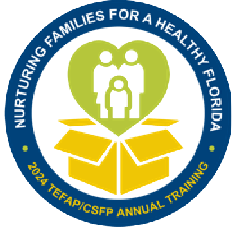 NURTURING FAMILIES FOR A HEALTHY FLORIDA
• 2024 TEFAP/CSFP ANNUAL TRAINING •